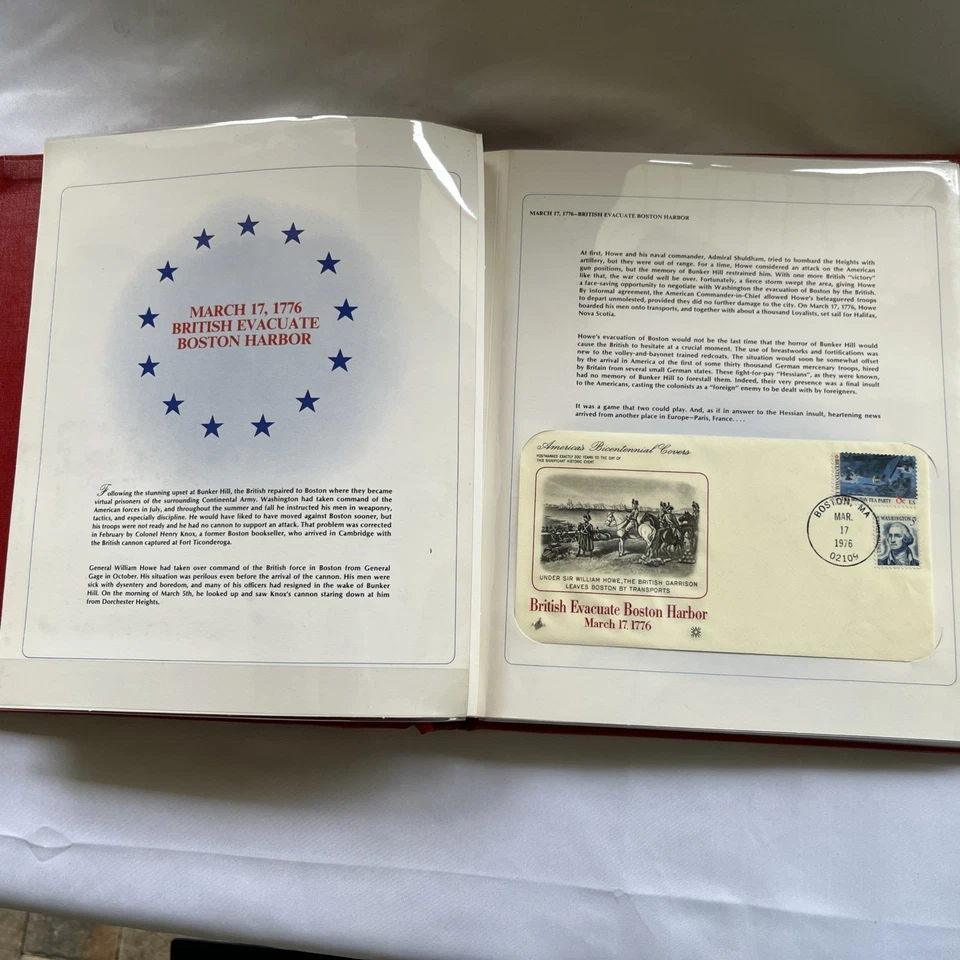 MARCH 17, 1776
BRITISH EVACUATE
BOSTON HARBOR
Following the stunning upset at Bunker Hill, the British repaired to Boston where they became
virtual prisoners of the surrounding Continental Army. Washington had taken command of the
American forces in July, and throughout the summer and fall he instructed his men in weaponry,
tactics, and especially discipline. He would have liked to have moved against Boston sooner, but
his troops were not ready and he had no cannon to support an attack. That problem was corrected
in February by Colonel Henry Knox, a former Boston bookseller, who arrived in Cambridge with
the British cannon captured at Fort Ticonderoga.
General William Howe had taken over command of the British force in Boston from General
Gage in October. His situation was perilous even before the arrival of the cannon. His men were
sick with dysentery and boredom, and many of his officers had resigned in the wake of Bunker
Hill. On the morning of March 5th, he looked up and saw Knox's cannon staring down at him
from Dorchester Heights.
MARCH 17, 1776–BRITISH EVACUATE BOSTON HARBOR
At first, Howe and his naval commander, Admiral Shuldham, tried to bombard the Heights with
artillery, but they were out of range. For a time, Howe considered an attack on the American
gun positions, but the memory of Bunker Hill restrained him. With one more British "victory"
like that, the war could well be over. Fortunately, a fierce storm swept the area, giving Howe
a face-saving opportunity to negotiate with Washington the evacuation of Boston by the British.
By informal agreement, the American Commander-in-Chief allowed Howe's beleaguered troops
to depart unmolested, provided they did no further damage to the city. On March 17, 1776, Howe
boarded his men onto transports, and together with about a thousand Loyalists, set sail for Halifax,
Nova Scotia.
Howe's evacuation of Boston would not be the last time that the horror of Bunker Hill would
cause the British to hesitate at a crucial moment. The use of breastworks and fortifications was
new to the volley-and-bayonet trained redcoats. The situation would soon be somewhat offset
by the arrival in America of the first of some thirty thousand German mercenary troops, hired
by Britain from several small German states. These fight-for-pay "Hessians", as they were known,
had no memory of Bunker Hill to forestall them. Indeed, their very presence was a final insult
to the Americans, casting the colonists as a "foreign" enemy to be dealt with by foreigners.
It was a game that two could play. And, as if in answer to the Hessian insult, heartening news
arrived from another place in Europe–Paris, France. . . .
America's Bicentennial Covers
POSTMARKED EXACTLY 200 YEARS TO THE DAY OF
THIS SIGNIFICANT HISTORIC EVENT
UNDER SIR WILLIAM HOWE, THE BRITISH GARRISON
LEAVES BOSTON BY TRANSPORTS
British Evacuate Boston Harbor
March 17, 1776
TEA PARTY 8c U.S.
BOSTON, MA
MAR.
17
1976
02109
WASHINGTON 5